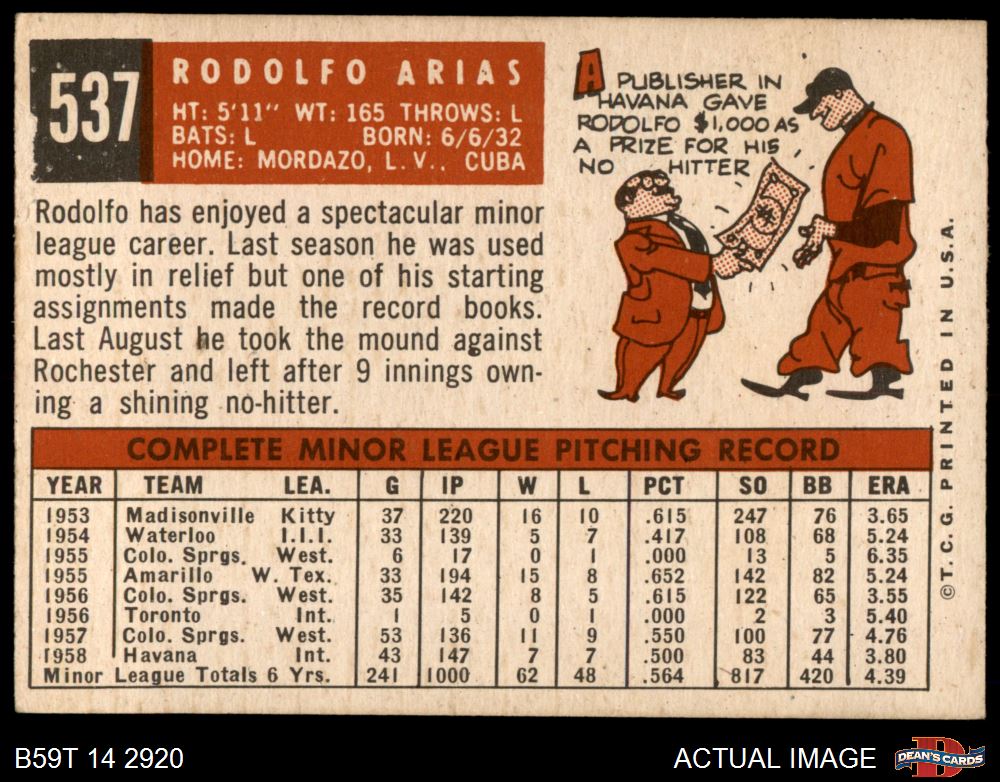 537
RODOLFO ARIAS
HT: 5'11" WT: 165 THROWS: L
BATS: L BORN: 6/6/32
HOME: MORDAZO, L. V., CUBA
A PUBLISHER IN
HAVANA GAVE
RODOLFO $1,000 AS
A PRIZE FOR HIS
NO HITTER
Rodolfo has enjoyed a spectacular minor
league career. Last season he was used
mostly in relief but one of his starting
assignments made the record books.
Last August he took the mound against
Rochester and left after 9 innings own-
ing a shining no-hitter.
COMPLETE MINOR LEAGUE PITCHING RECORD
YEAR TEAM LEA. G IP W L PCT SO BB ERA
1953 Madisonville Kitty 37 220 16 10 .615 247 76 3.65
1954 Waterloo I.I.I. 33 139 5 7 .417 108 68 5.24
1955 Colo. Sprgs. West. 6 17 0 1 .000 13 5 6.35
1955 Amarillo W. Tex. 33 194 15 8 .652 142 82 5.24
1956 Colo. Sprgs. West. 35 142 8 5 .615 122 65 3.55
1956 Toronto Int. 1 5 0 1 .000 2 3 5.40
1957 Colo. Sprgs. West. 53 136 11 9 .550 100 77 4.76
1958 Havana Int. 43 147 7 7 .500 83 44 3.80
Minor League Totals 6 Yrs. 241 1000 62 48 .564 817 420 4.39
© T. C. G. PRINTED IN U.S.A.
B59T 14 2920
ACTUAL IMAGE
D
DEAN'S CARDS